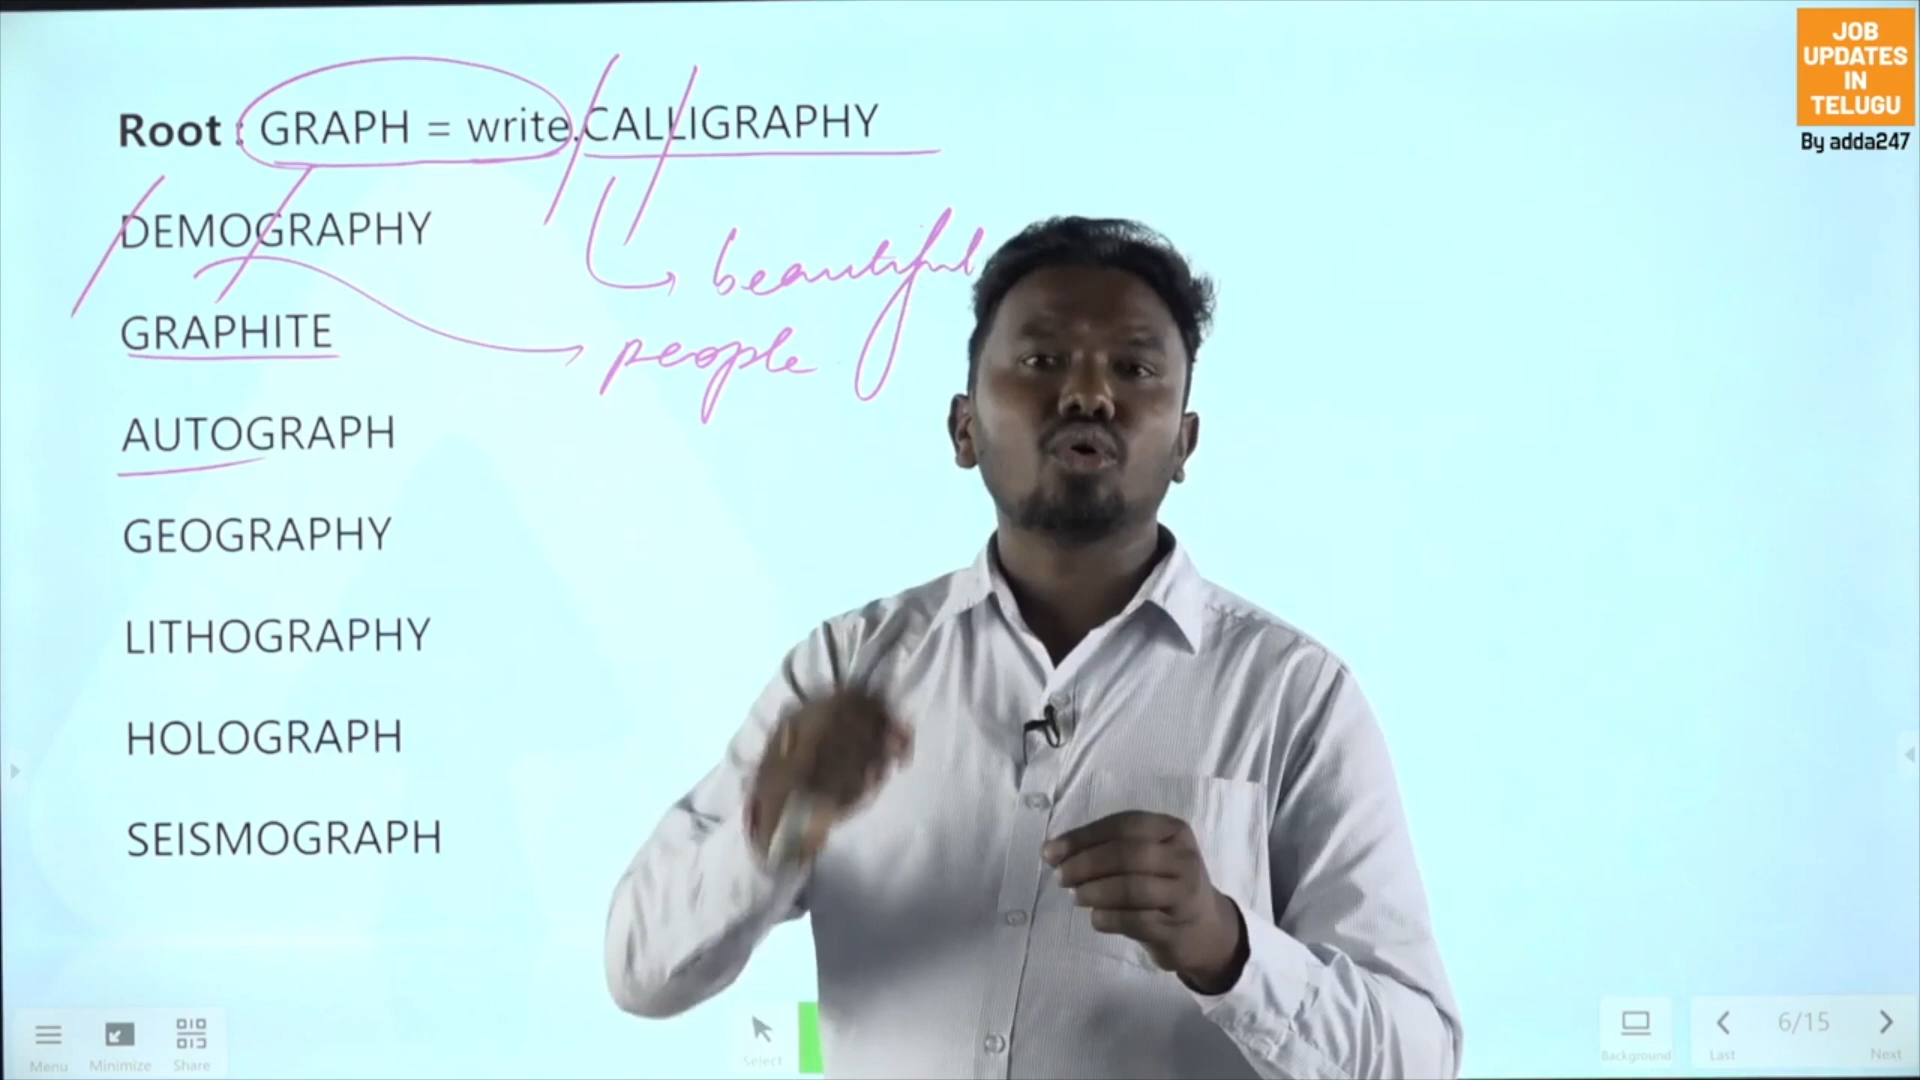 JOB
UPDATES
IN
TELUGU
By adda247
Root : GRAPH = write.CALLIGRAPHY
DEMOGRAPHY
beautiful
GRAPHITE
people
AUTOGRAPH
GEOGRAPHY
LITHOGRAPHY
HOLOGRAPH
SEISMOGRAPH
Menu
Minimize
Share
Select
Background
Last
6/15
Next